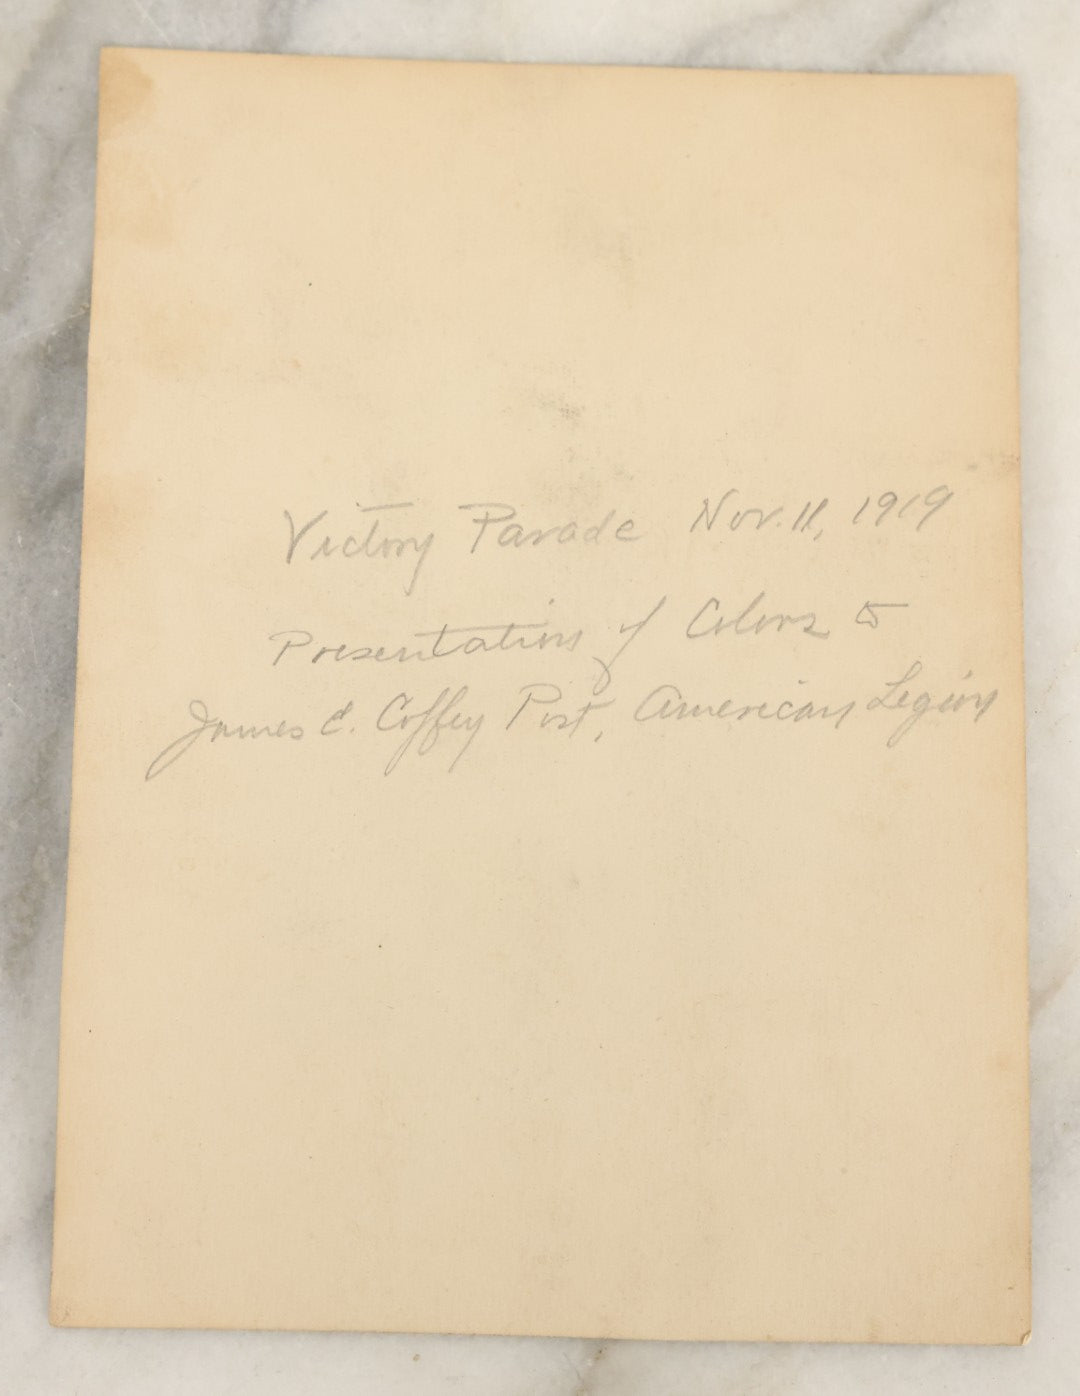 Victory Parade Nov. 11, 1919
Presentation of Colors to
James E. Coffey Post, American Legion